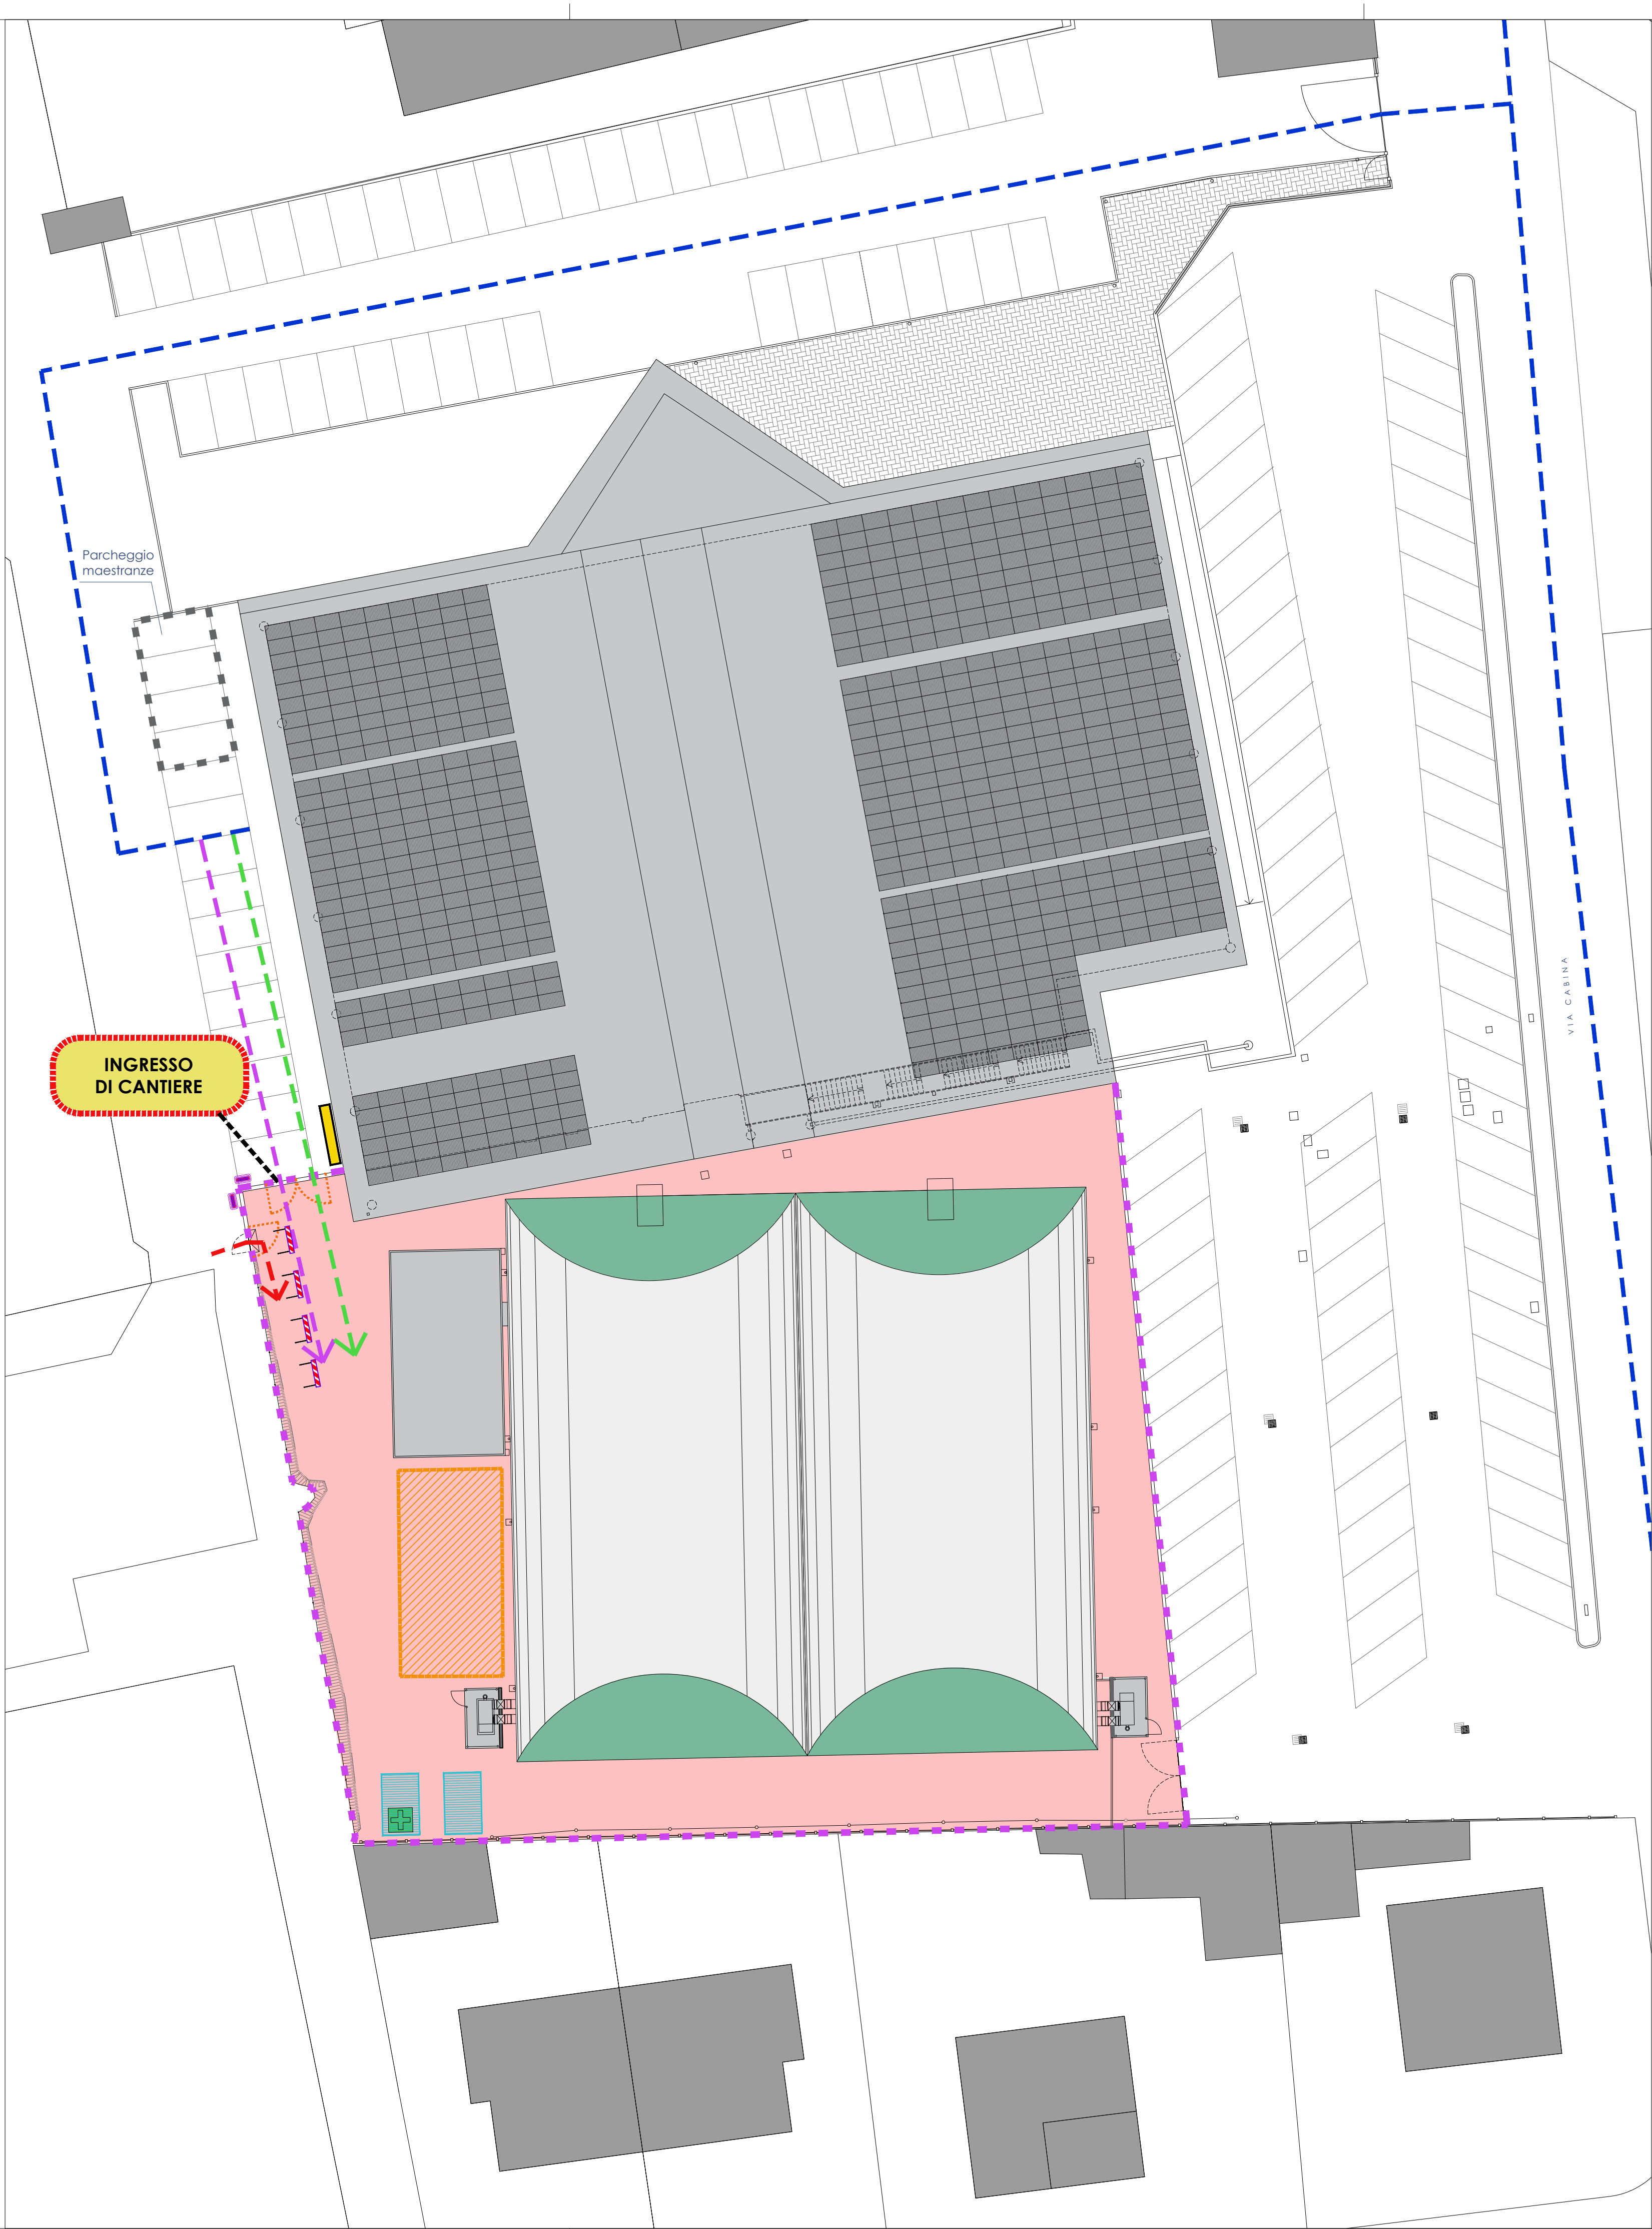 Parcheggio
maestranze
VIA CABINA
INGRESSO
DI CANTIERE